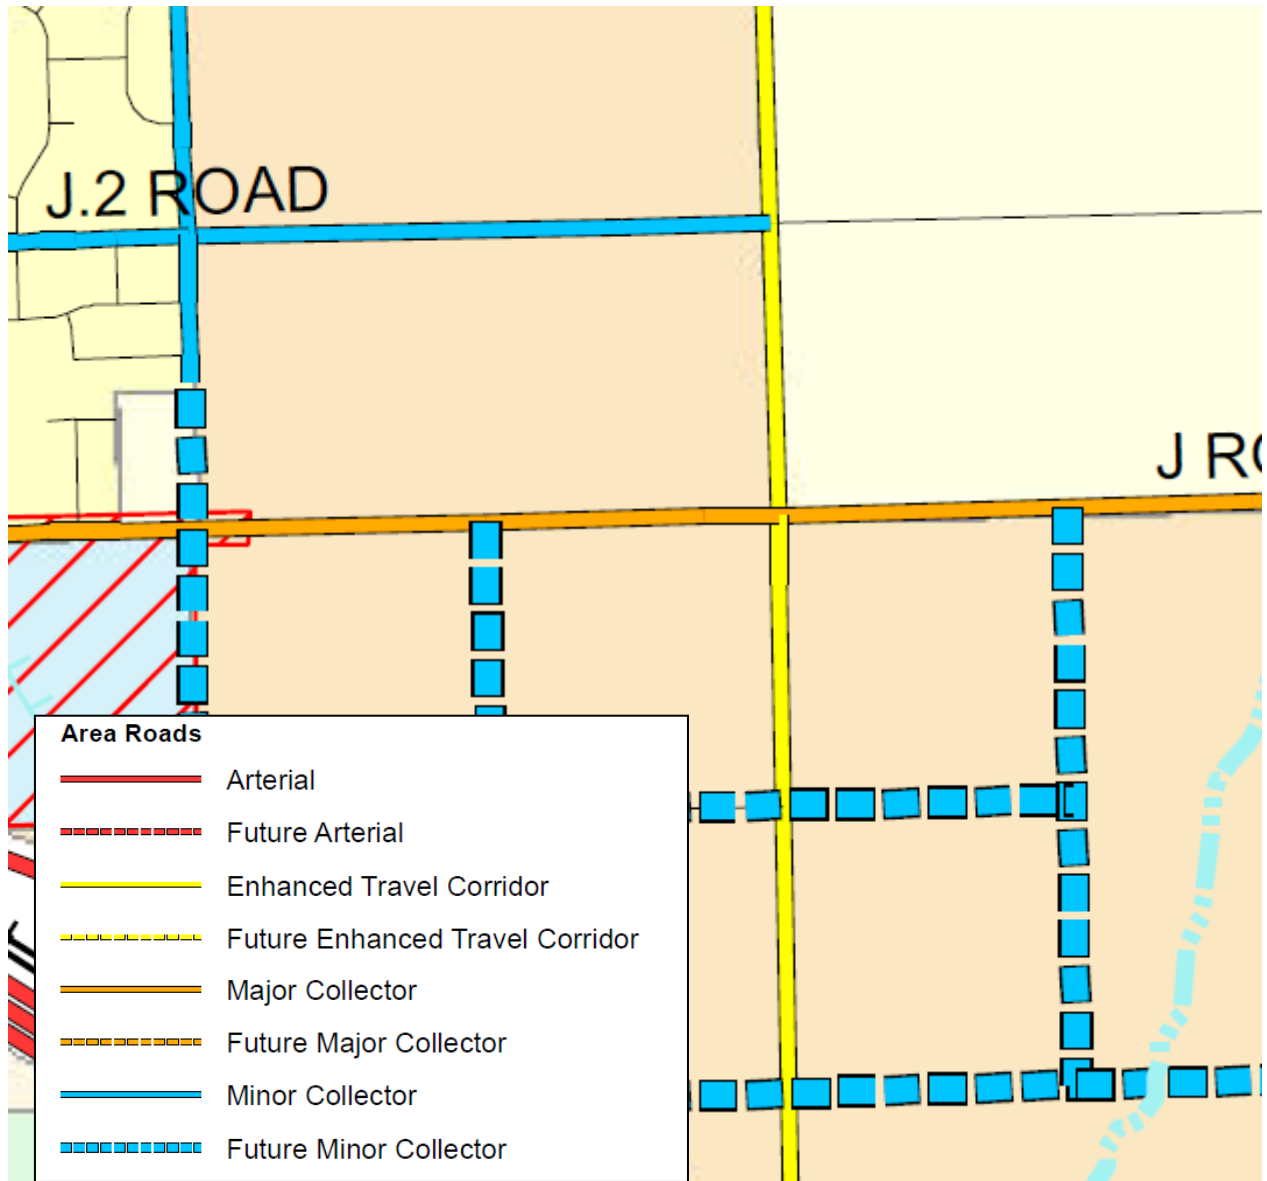 J.2 ROAD
J RO
Area Roads
Arterial
Future Arterial
Enhanced Travel Corridor
Future Enhanced Travel Corridor
Major Collector
Future Major Collector
Minor Collector
Future Minor Collector